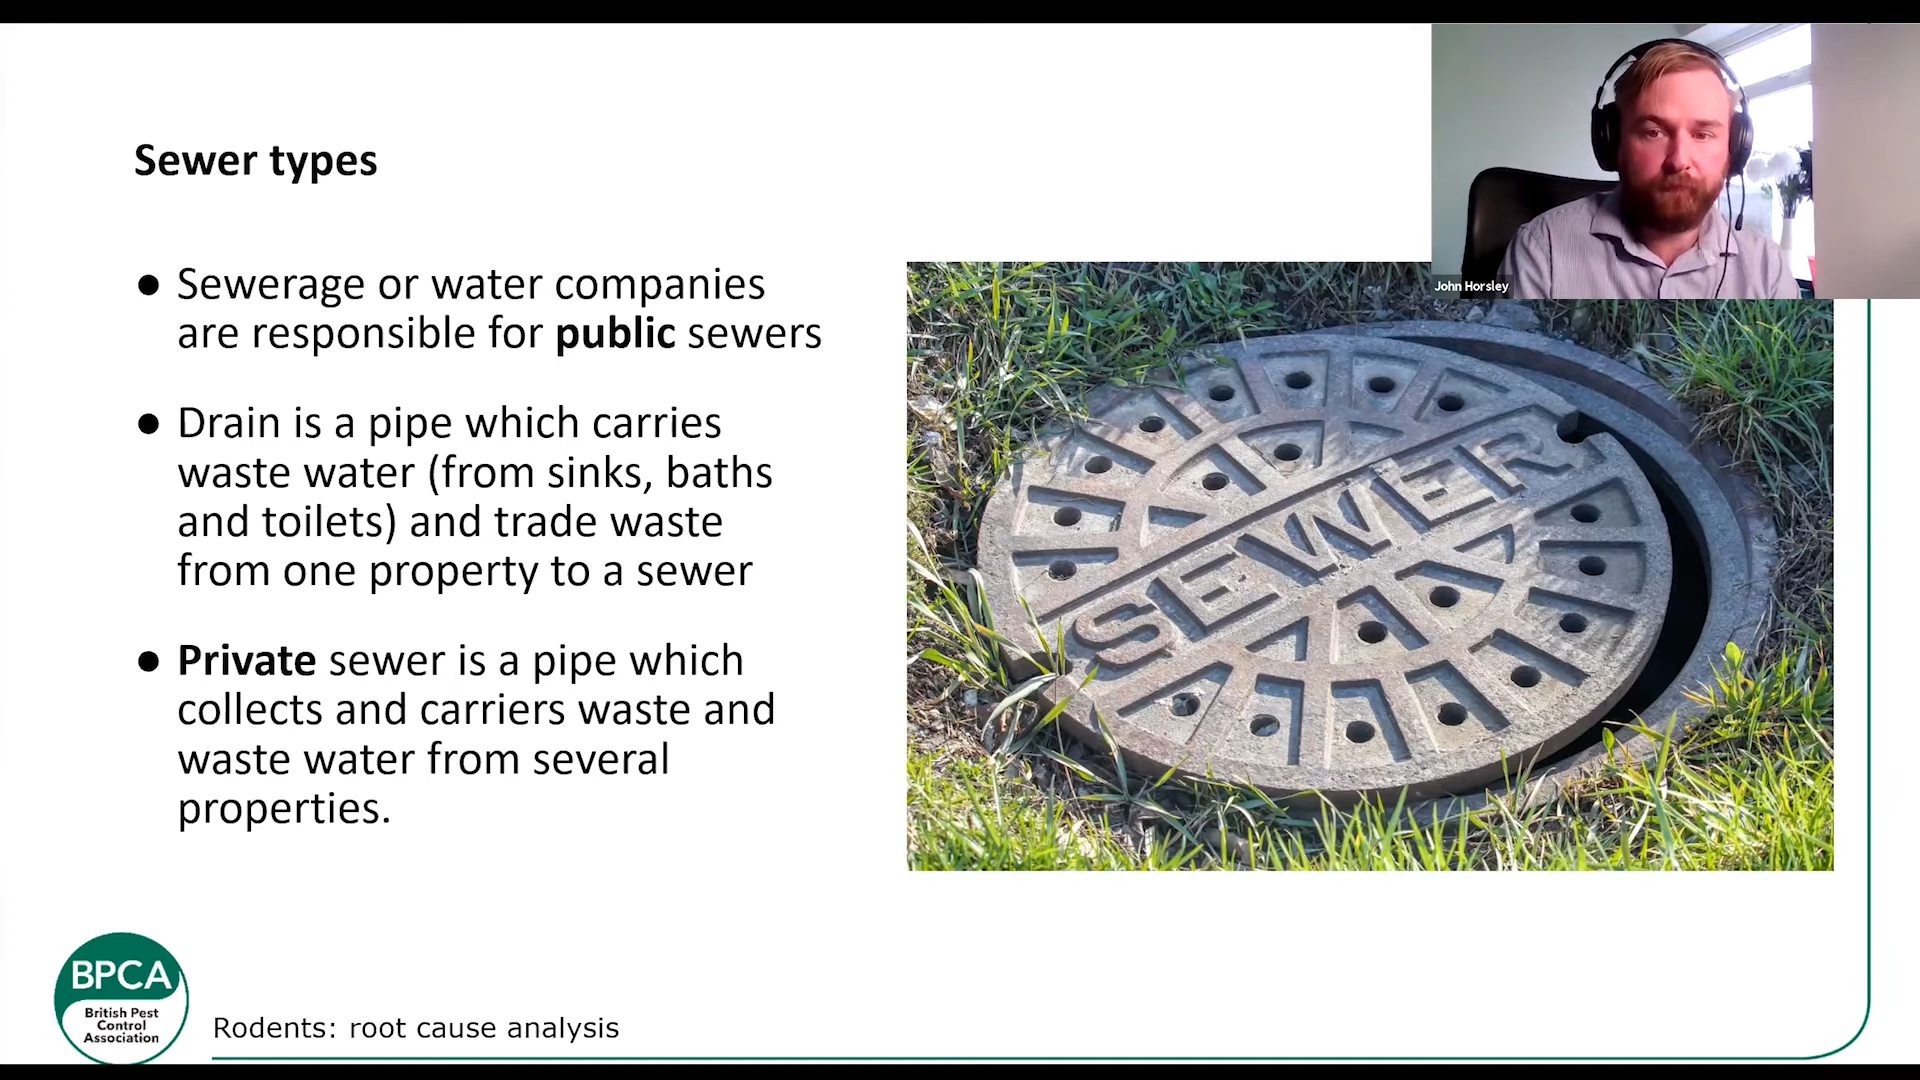 Sewer types
● Sewerage or water companies
are responsible for public sewers
● Drain is a pipe which carries
waste water (from sinks, baths
and toilets) and trade waste
from one property to a sewer
● Private sewer is a pipe which
collects and carriers waste and
waste water from several
properties.
John Horsley
SEWER
BPCA
British Pest
Control
Association
Rodents: root cause analysis